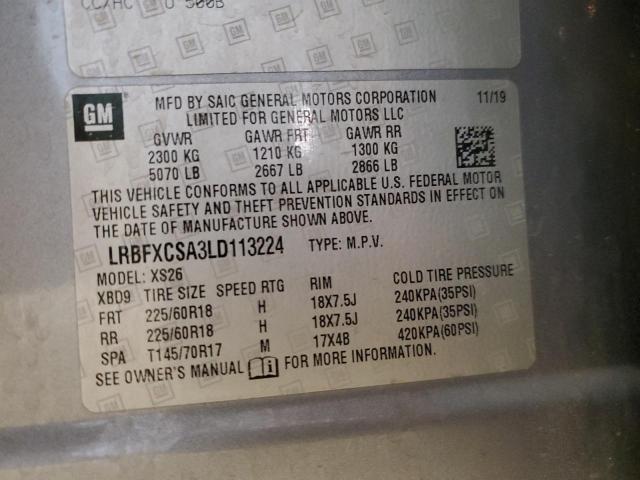 500B
GM
MFD BY SAIC GENERAL MOTORS CORPORATION 11/19
LIMITED FOR GENERAL MOTORS LLC
GVWR GAWR FRT GAWR RR
2300 KG 1210 KG 1300 KG
5070 LB 2667 LB 2866 LB
THIS VEHICLE CONFORMS TO ALL APPLICABLE U.S. FEDERAL MOTOR
VEHICLE SAFETY AND THEFT PREVENTION STANDARDS IN EFFECT ON
THE DATE OF MANUFACTURE SHOWN ABOVE.
LRBFXCSA3LD113224 TYPE: M.P.V.
MODEL: XS26
XBD9 TIRE SIZE SPEED RTG RIM COLD TIRE PRESSURE
FRT 225/60R18 H 18X7.5J 240KPA(35PSI)
RR 225/60R18 H 18X7.5J 240KPA(35PSI)
SPA T145/70R17 M 17X4B 420KPA(60PSI)
SEE OWNER'S MANUAL FOR MORE INFORMATION.